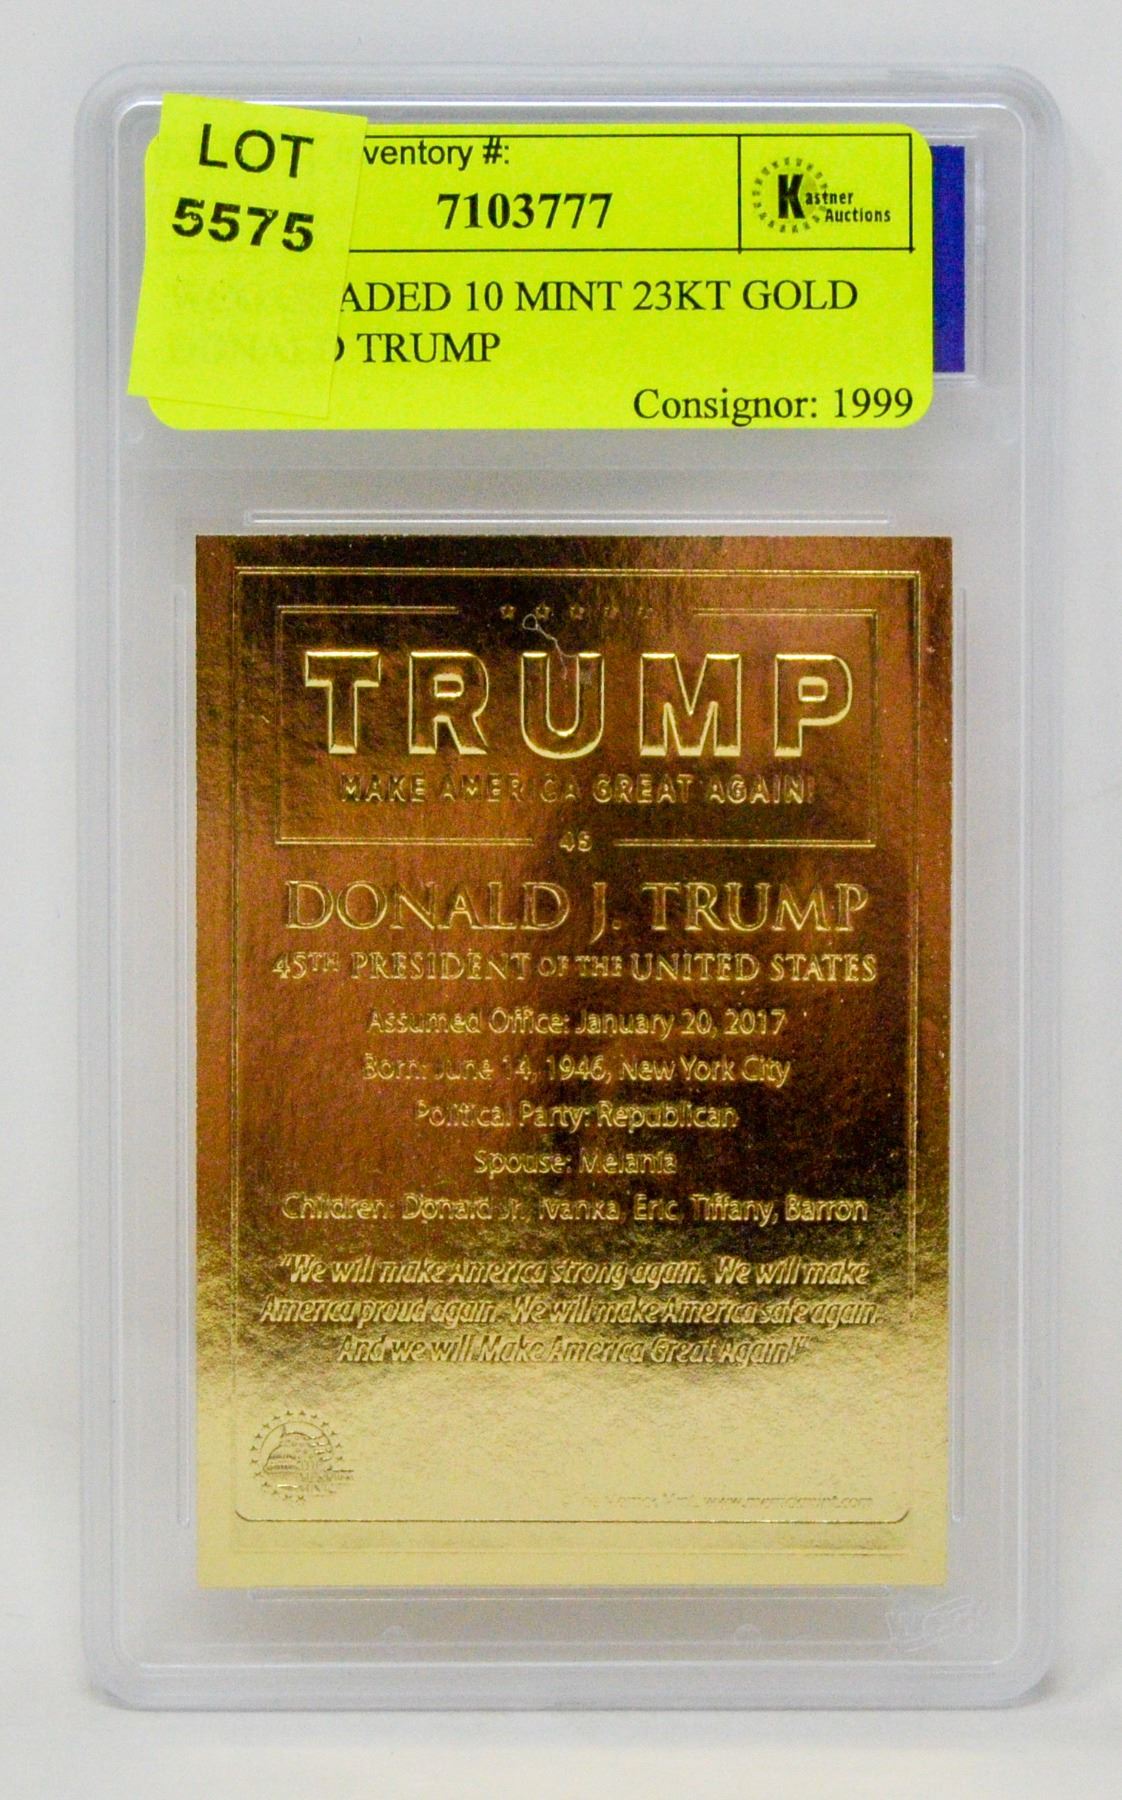 LOT
5575
ventory #:
7103777
Kastner
Auctions
ADED 10 MINT 23KT GOLD
TRUMP
Consignor: 1999
TRUMP
MAKE AMERICA GREAT AGAIN!
45
DONALD J. TRUMP
45TH PRESIDENT OF THE UNITED STATES
Assumed Office: January 20, 2017
Born: June 14, 1946, New York City
Political Party: Republican
Spouse: Melania
Children: Donald Jr., Ivanka, Eric, Tiffany, Barron
"We will make America strong again. We will make
America proud again. We will make America safe again.
And we will Make America Great Again!"